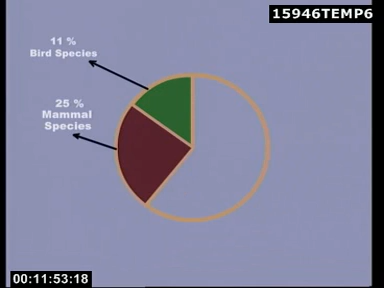 15946TEMP6
11 %
Bird Species
25 %
Mammal
Species
00:11:53:18